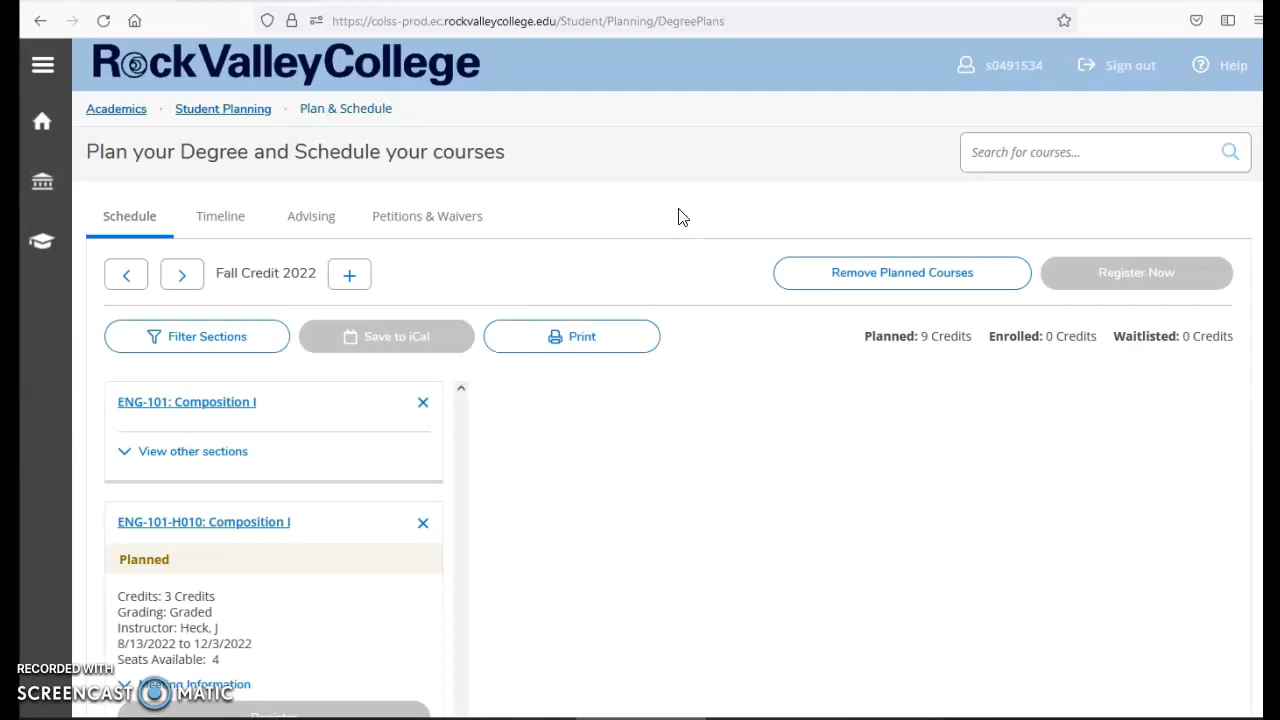 https://colss-prod.ec.rockvalleycollege.edu/Student/Planning/DegreePlans
RockValleyCollege
s0491534
Sign out
Help
Academics · Student Planning · Plan & Schedule
Plan your Degree and Schedule your courses
Search for courses...
Schedule
Timeline
Advising
Petitions & Waivers
Fall Credit 2022
Remove Planned Courses
Register Now
Filter Sections
Save to iCal
Print
Planned: 9 Credits
Enrolled: 0 Credits
Waitlisted: 0 Credits
ENG-101: Composition I
View other sections
ENG-101-H010: Composition I
Planned
Credits: 3 Credits
Grading: Graded
Instructor: Heck, J
8/13/2022 to 12/3/2022
Seats Available: 4
Meeting Information
Register
RECORDED WITH
SCREENCAST MATIC